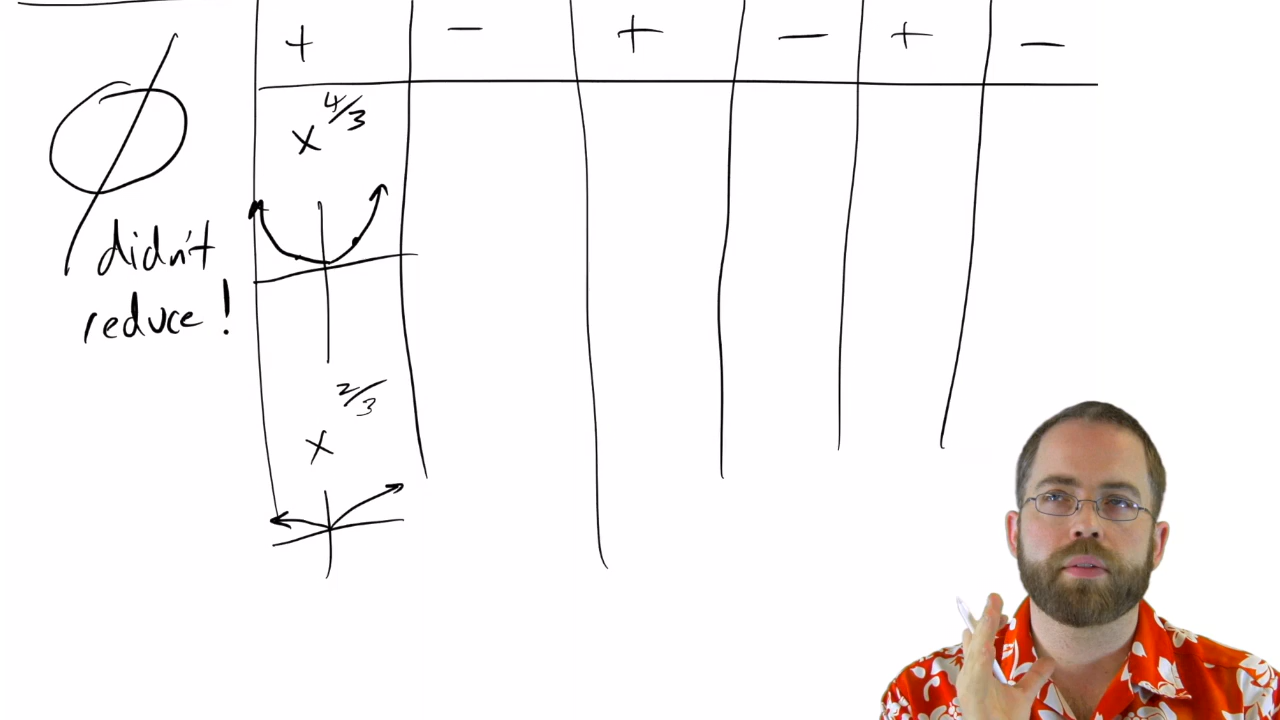 + − + − + −
x^4/3
∅
didn't
reduce!
x^2/3